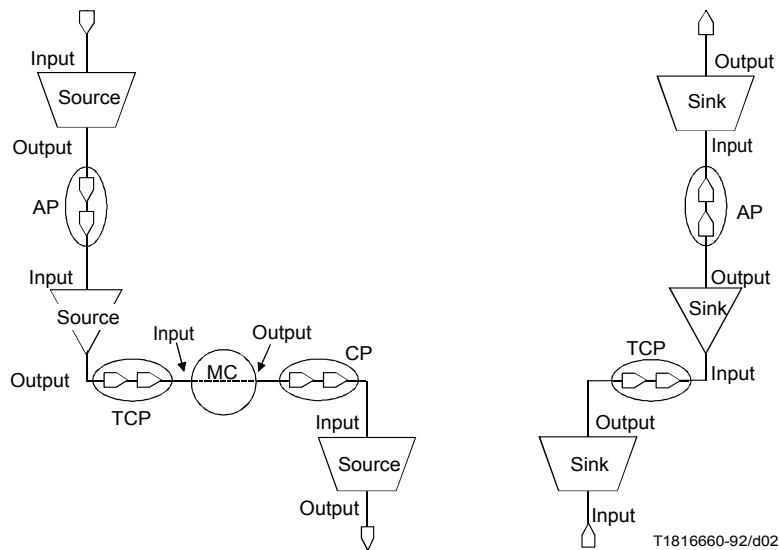 Input
Source
Output
AP
Input
Source
Output
TCP
Input
MC
Output
CP
Input
Source
Output
Output
Sink
Input
AP
Output
Sink
TCP
Input
Output
Sink
Input
T1816660-92/d02